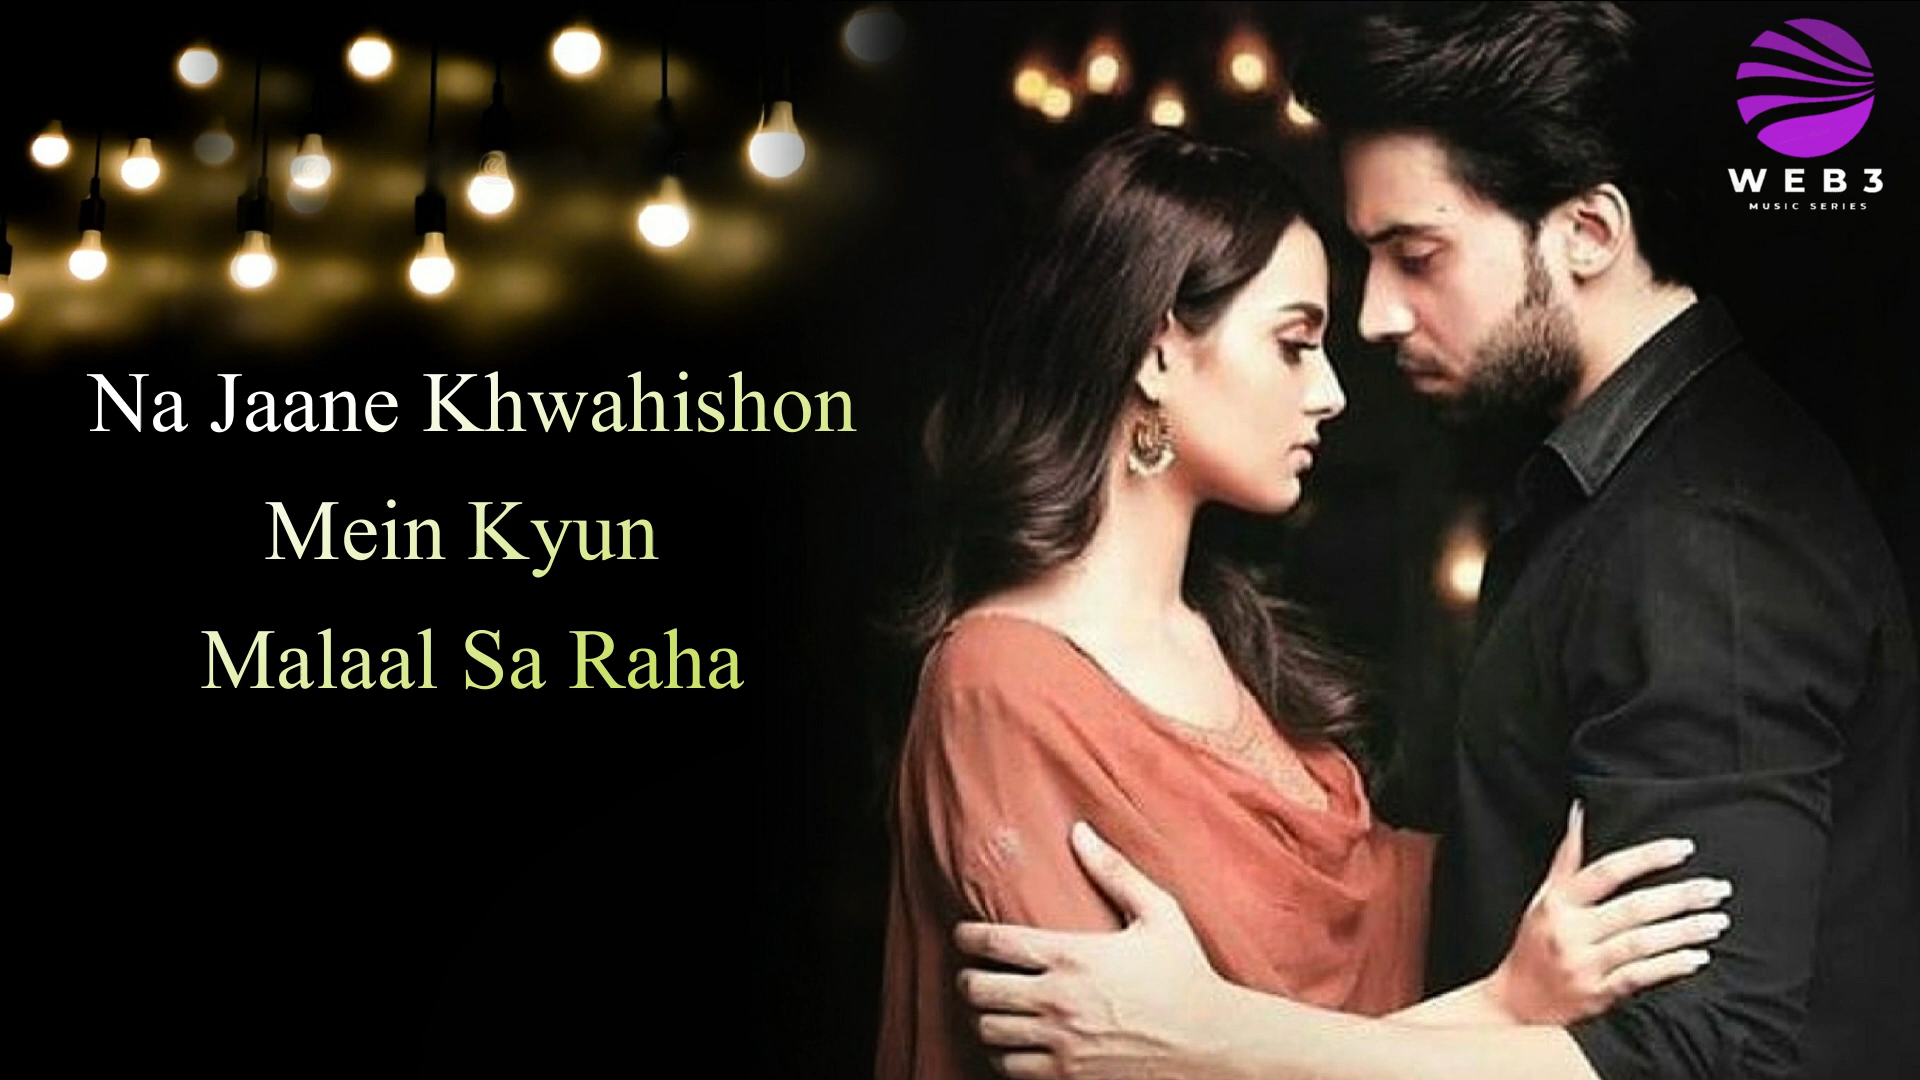 WEB3
MUSIC SERIES
Na Jaane Khwahishon
Mein Kyun
Malaal Sa Raha